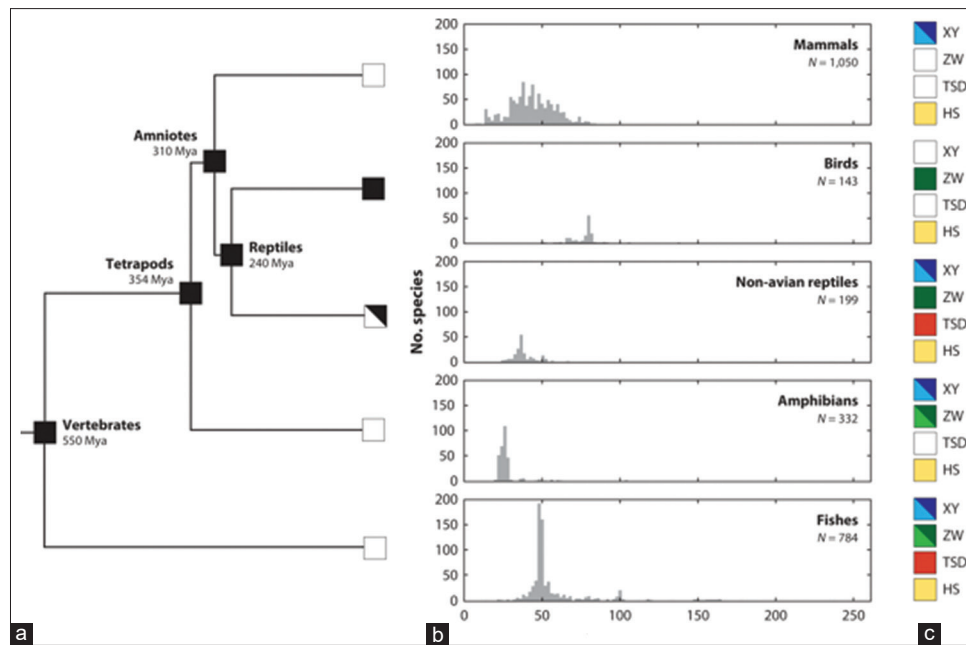 Amniotes
310 Mya
Tetrapods
354 Mya
Reptiles
240 Mya
Vertebrates
550 Mya
a
No. species
200
150
100
50
0
Mammals
N = 1,050
200
150
100
50
0
Birds
N = 143
200
150
100
50
0
Non-avian reptiles
N = 199
200
150
100
50
0
Amphibians
N = 332
200
150
100
50
0
Fishes
N = 784
0 50 100 150 200 250
b
XY
ZW
TSD
HS
XY
ZW
TSD
HS
XY
ZW
TSD
HS
XY
ZW
TSD
HS
XY
ZW
TSD
HS
c